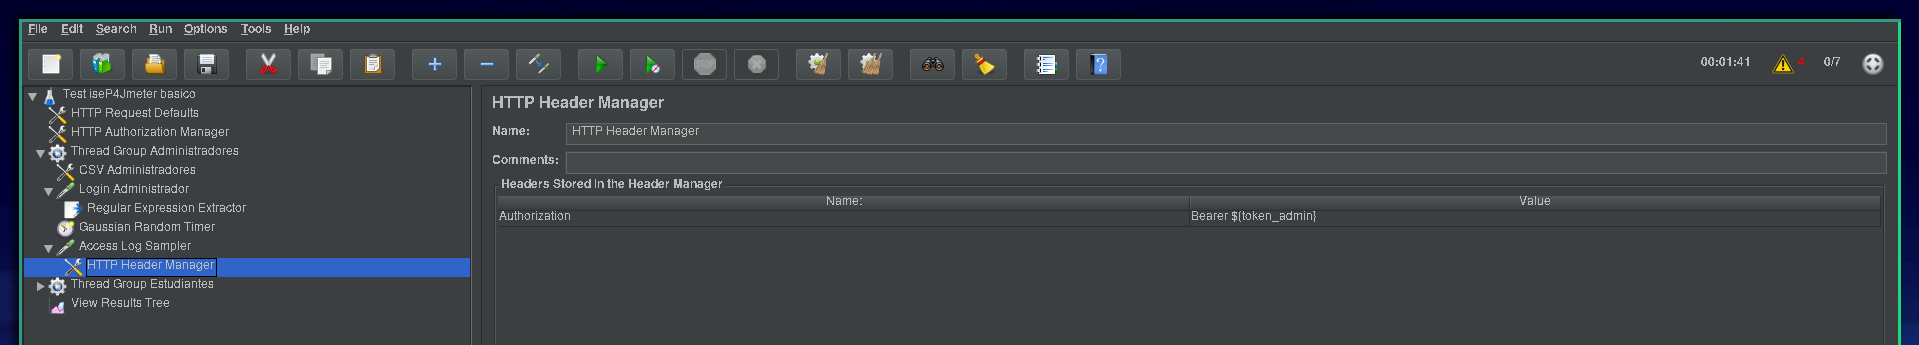 File Edit Search Run Options Tools Help
STOP
00:01:41 4 0/7
Test iseP4Jmeter basico
HTTP Request Defaults
HTTP Authorization Manager
Thread Group Administradores
CSV Administradores
Login Administrador
Regular Expression Extractor
Gaussian Random Timer
Access Log Sampler
HTTP Header Manager
Thread Group Estudiantes
View Results Tree
HTTP Header Manager
Name: HTTP Header Manager
Comments:
Headers Stored in the Header Manager
Name: Value
Authorization Bearer ${token_admin}